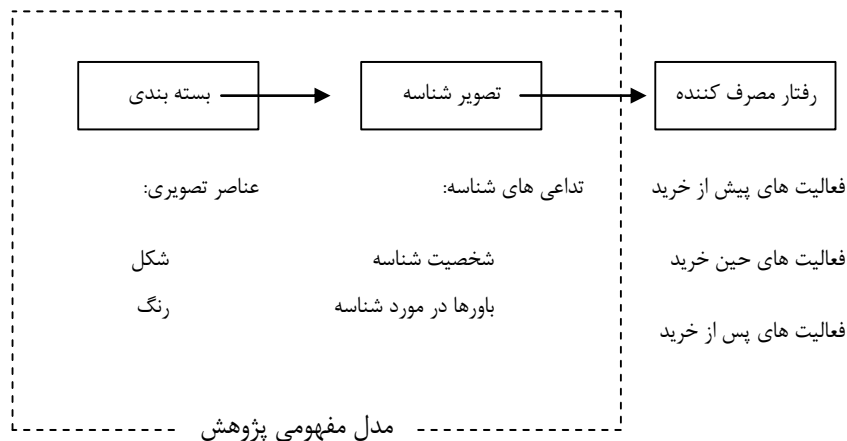 بسته بندی
تصویر شناسه
رفتار مصرف کننده
عناصر تصویری:
شکل
رنگ
تداعی های شناسه:
شخصیت شناسه
باورها در مورد شناسه
فعالیت های پیش از خرید
فعالیت های حین خرید
فعالیت های پس از خرید
مدل مفهومی پژوهش